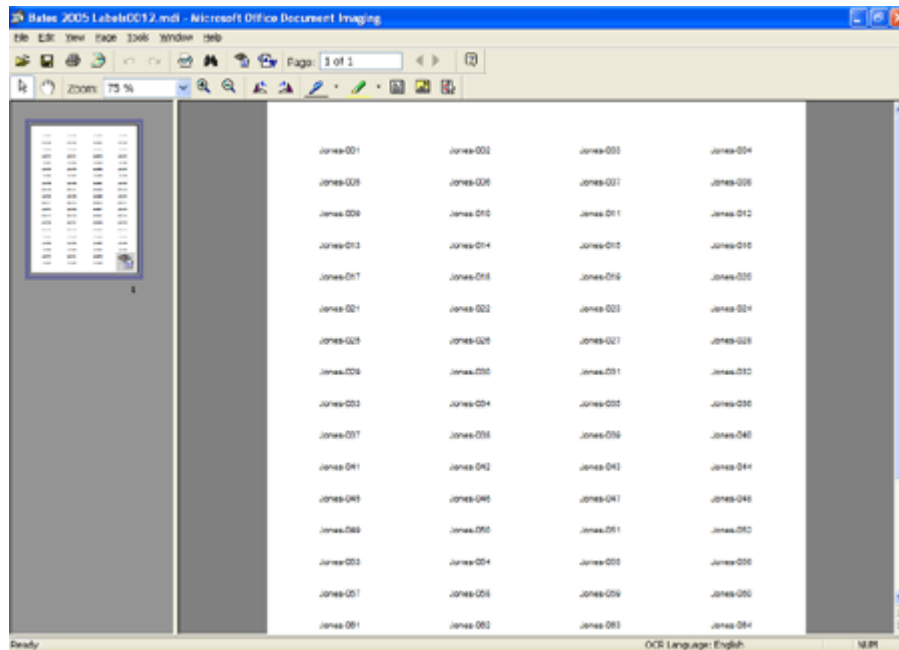 Bates 2005 Labels0012.mdi - Microsoft Office Document Imaging
File Edit View Page Tools Window Help
Page: 1 of 1
Zoom: 75 %
Jones-001 Jones-002 Jones-003 Jones-004
Jones-005 Jones-006 Jones-007 Jones-008
Jones-009 Jones-010 Jones-011 Jones-012
Jones-013 Jones-014 Jones-015 Jones-016
Jones-017 Jones-018 Jones-019 Jones-020
Jones-021 Jones-022 Jones-023 Jones-024
Jones-025 Jones-026 Jones-027 Jones-028
Jones-029 Jones-030 Jones-031 Jones-032
Jones-033 Jones-034 Jones-035 Jones-036
Jones-037 Jones-038 Jones-039 Jones-040
Jones-041 Jones-042 Jones-043 Jones-044
Jones-045 Jones-046 Jones-047 Jones-048
Jones-049 Jones-050 Jones-051 Jones-052
Jones-053 Jones-054 Jones-055 Jones-056
Jones-057 Jones-058 Jones-059 Jones-060
Jones-061 Jones-062 Jones-063 Jones-064
1
Ready OCR Language: English NUM